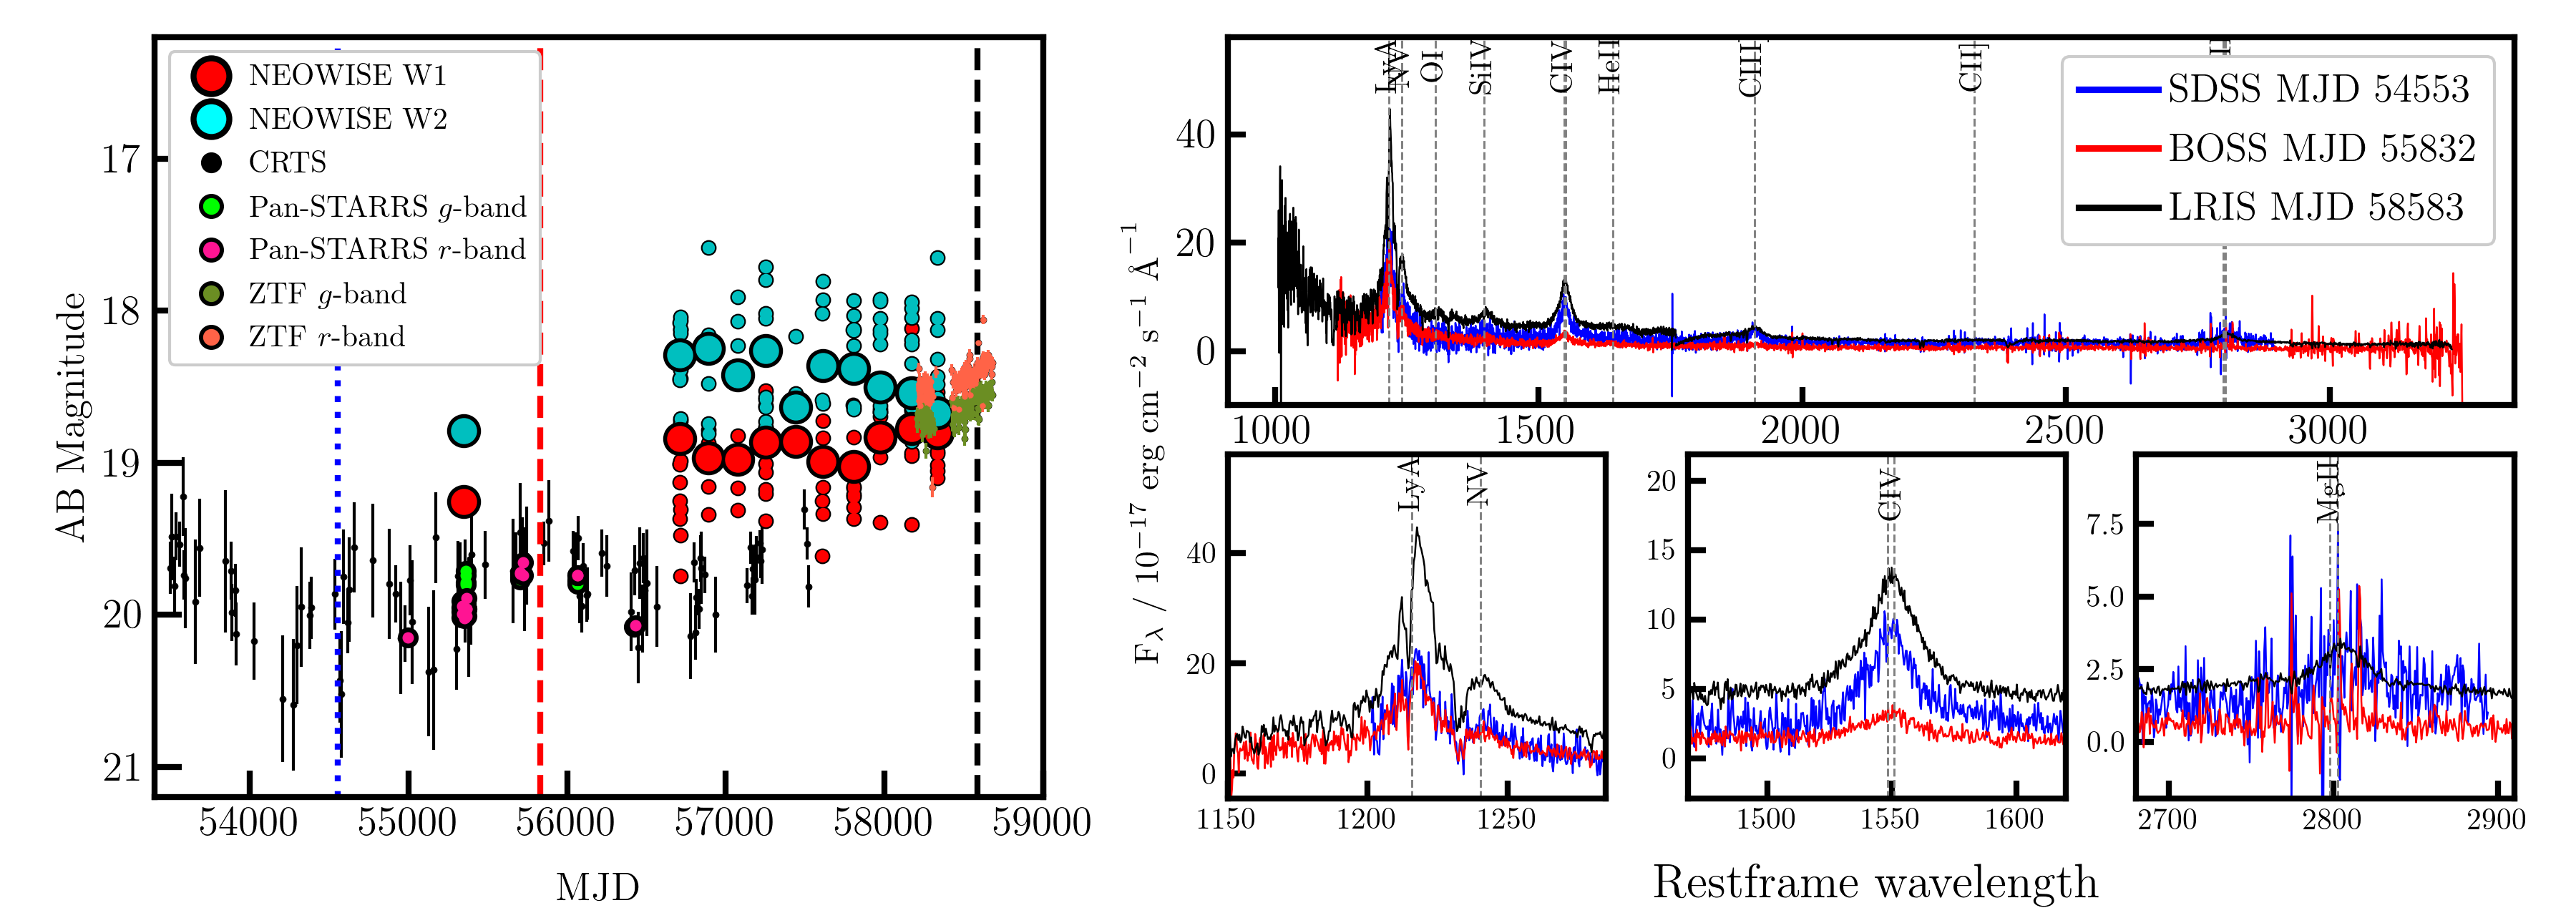 NEOWISE W1
NEOWISE W2
CRTS
Pan-STARRS g-band
Pan-STARRS r-band
ZTF g-band
ZTF r-band
AB Magnitude
17
18
19
20
21
54000 55000 56000 57000 58000 59000
MJD
LyA NV OI SiIV CIV HeII CIII] CII]
SDSS MJD 54553
BOSS MJD 55832
LRIS MJD 58583
40
20
0
1000 1500 2000 2500 3000
F_λ / 10⁻¹⁷ erg cm⁻² s⁻¹ Å⁻¹
LyA NV
40
20
0
1150 1200 1250
CIV
20
15
10
5
0
1500 1550 1600
MgII
7.5
5.0
2.5
0.0
2700 2800 2900
Restframe wavelength